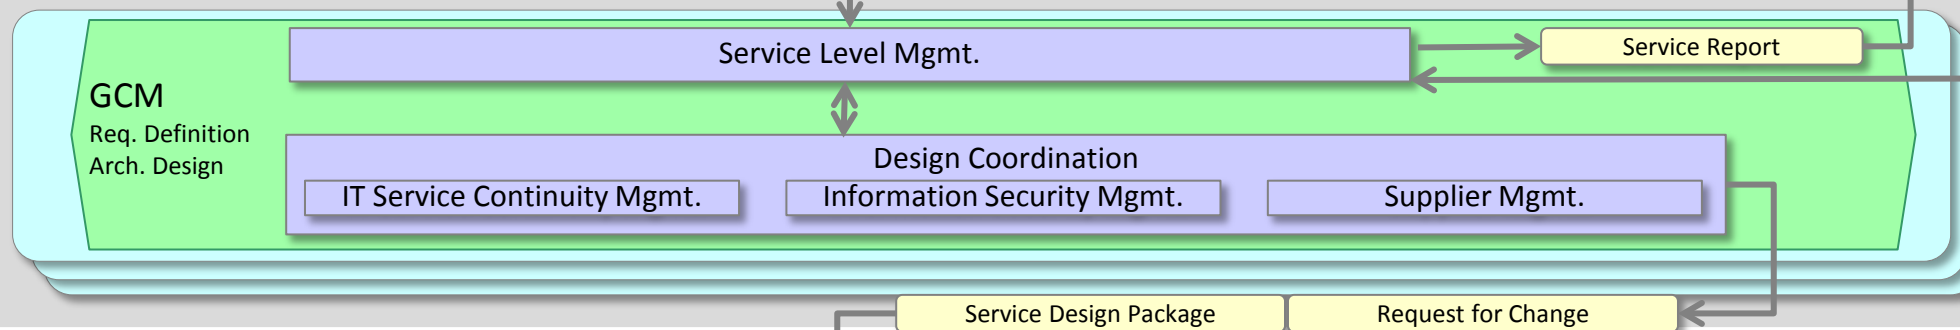 Service Level Mgmt.
Service Report
GCM
Req. Definition
Arch. Design
Design Coordination
IT Service Continuity Mgmt.
Information Security Mgmt.
Supplier Mgmt.
Service Design Package
Request for Change